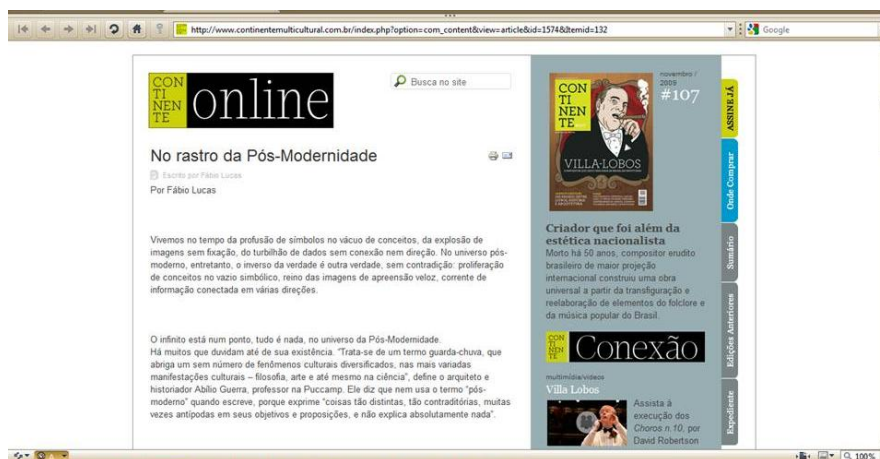 http://www.continentemulticultural.com.br/index.php?option=com_content&view=article&id=1574&Itemid=132
Google
CON
TI
NEN
TE
online
Busca no site
No rastro da Pós-Modernidade
Escrito por Fábio Lucas
Por Fábio Lucas
Vivemos no tempo da profusão de símbolos no vácuo de conceitos, da explosão de
imagens sem fixação, do turbilhão de dados sem conexão nem direção. No universo pós-
moderno, entretanto, o inverso da verdade é outra verdade, sem contradição: proliferação
de conceitos no vazio simbólico, reino das imagens de apreensão veloz, corrente de
informação conectada em várias direções.
O infinito está num ponto, tudo é nada, no universo da Pós-Modernidade.
Há muitos que duvidam até de sua existência. "Trata-se de um termo guarda-chuva, que
abriga um sem número de fenômenos culturais diversificados, nas mais variadas
manifestações culturais – filosofia, arte e até mesmo na ciência", define o arquiteto e
historiador Abílio Guerra, professor na Puccamp. Ele diz que nem usa o termo "pós-
moderno" quando escreve, porque exprime "coisas tão distintas, tão contraditórias, muitas
vezes antípodas em seus objetivos e proposições, e não explica absolutamente nada".
novembro /
2009
#107
CON
TI
NEN
TE
VILLA-LOBOS
Criador que foi além da
estética nacionalista
Morto há 50 anos, compositor erudito
brasileiro de maior projeção
internacional construiu uma obra
universal a partir da transfiguração e
reelaboração de elementos do folclore e
da música popular do Brasil.
CON
TI
NEN
TE
Conexão
multimídia/videos
Villa Lobos
Assista à
execução dos
Choros n.10, por
David Robertson
ASSINE JÁ
Onde Comprar
Sumário
Edições Anteriores
Expediente
100%